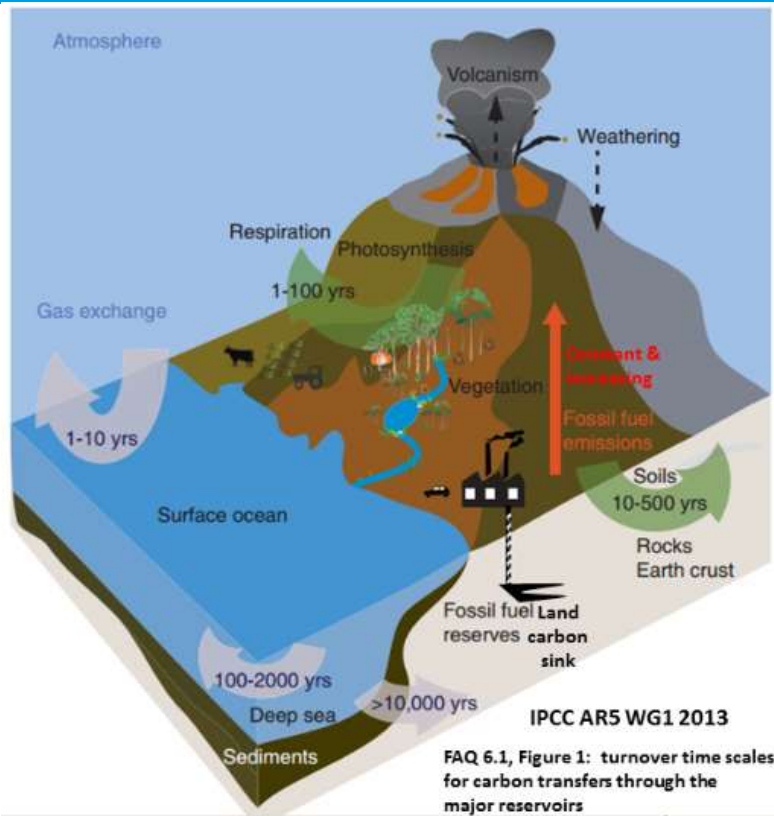 Atmosphere
Volcanism
Weathering
Respiration
Photosynthesis
1-100 yrs
Gas exchange
1-10 yrs
Vegetation
Constant &
increasing
Fossil fuel
emissions
Soils
10-500 yrs
Surface ocean
Rocks
Earth crust
Fossil fuel
reserves
Land
carbon
sink
100-2000 yrs
Deep sea
>10,000 yrs
Sediments
IPCC AR5 WG1 2013
FAQ 6.1, Figure 1: turnover time scales
for carbon transfers through the
major reservoirs